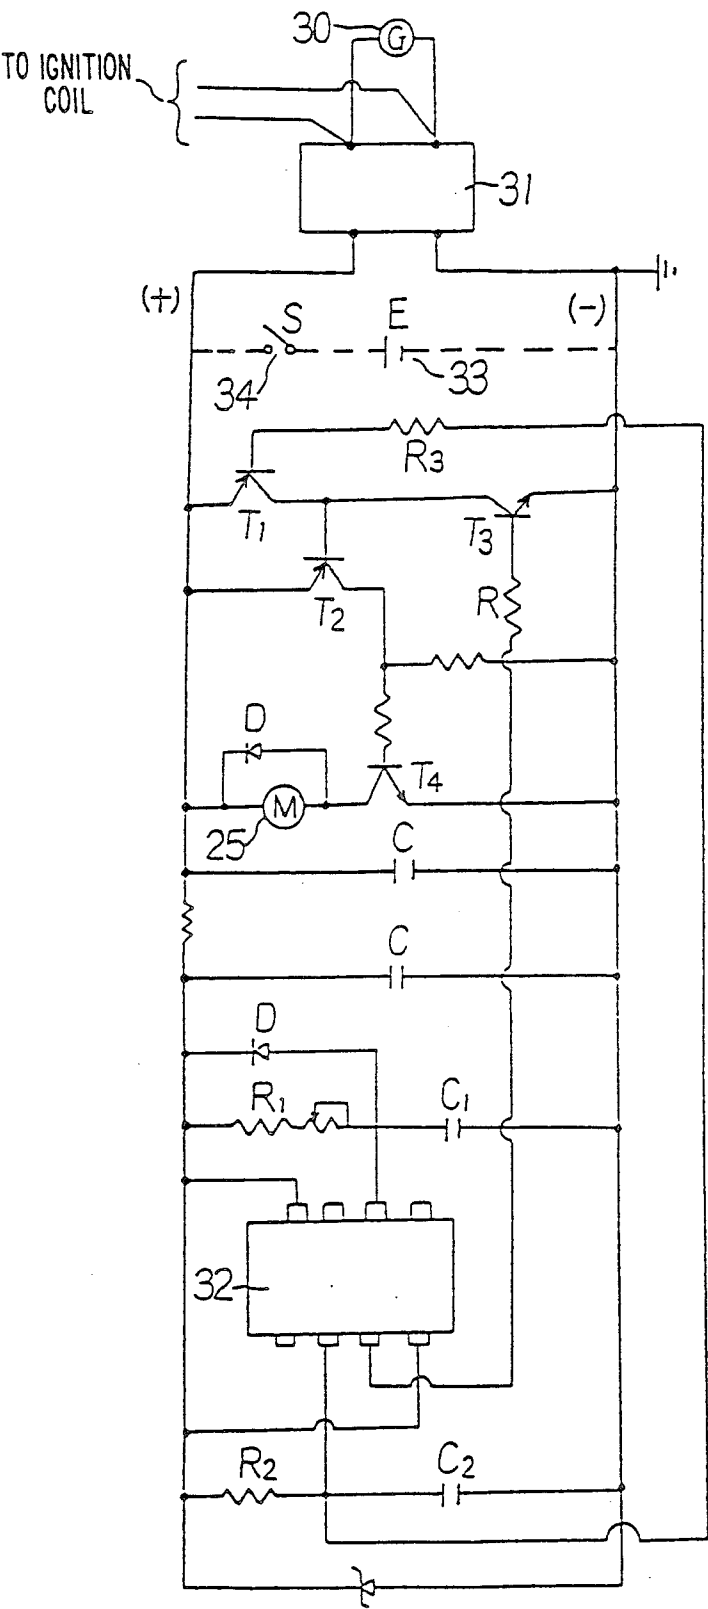 30
G
TO IGNITION
COIL
31
(+)
(-)
S
E
34
33
R3
T1
T3
T2
R
D
T4
M
25
C
C
D
R1
C1
32
R2
C2